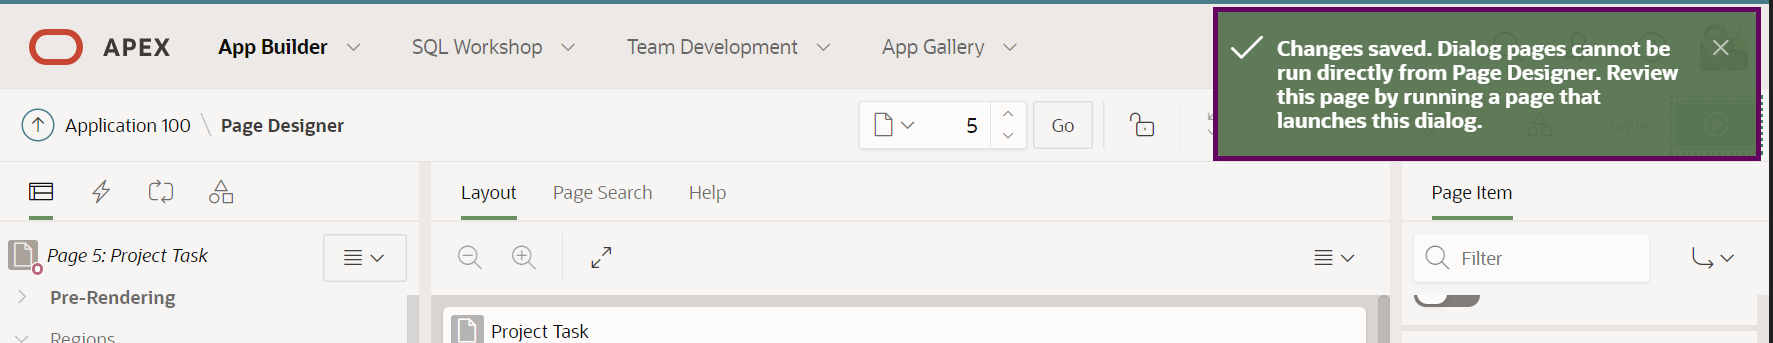 APEX App Builder SQL Workshop Team Development App Gallery
Changes saved. Dialog pages cannot be
run directly from Page Designer. Review
this page by running a page that
launches this dialog.
Application 100 \ Page Designer 5 Go Save
Layout Page Search Help Page Item
Page 5: Project Task Filter
Pre-Rendering
Project Task
Regions